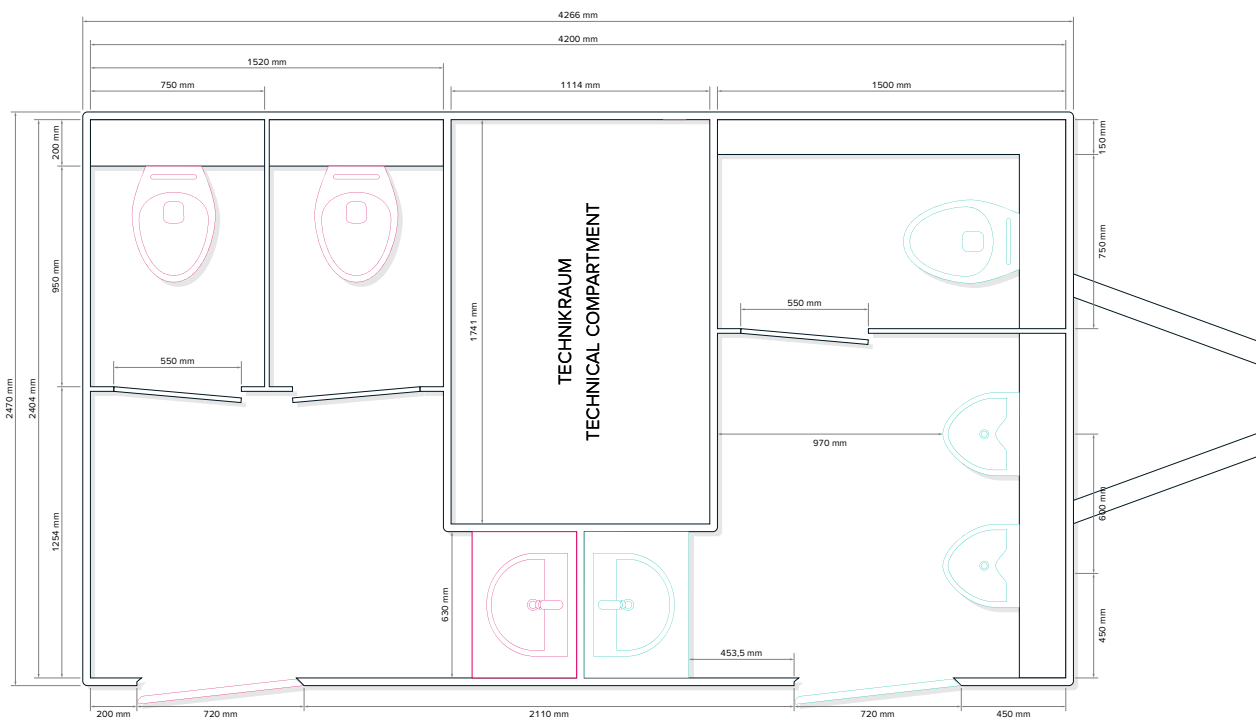 4266 mm
4200 mm
1520 mm
750 mm
1114 mm
1500 mm
200 mm
150 mm
950 mm
750 mm
1741 mm
TECHNIKRAUM
TECHNICAL COMPARTMENT
550 mm
550 mm
2470 mm
2404 mm
970 mm
1254 mm
600 mm
630 mm
450 mm
453,5 mm
200 mm
720 mm
2110 mm
720 mm
450 mm